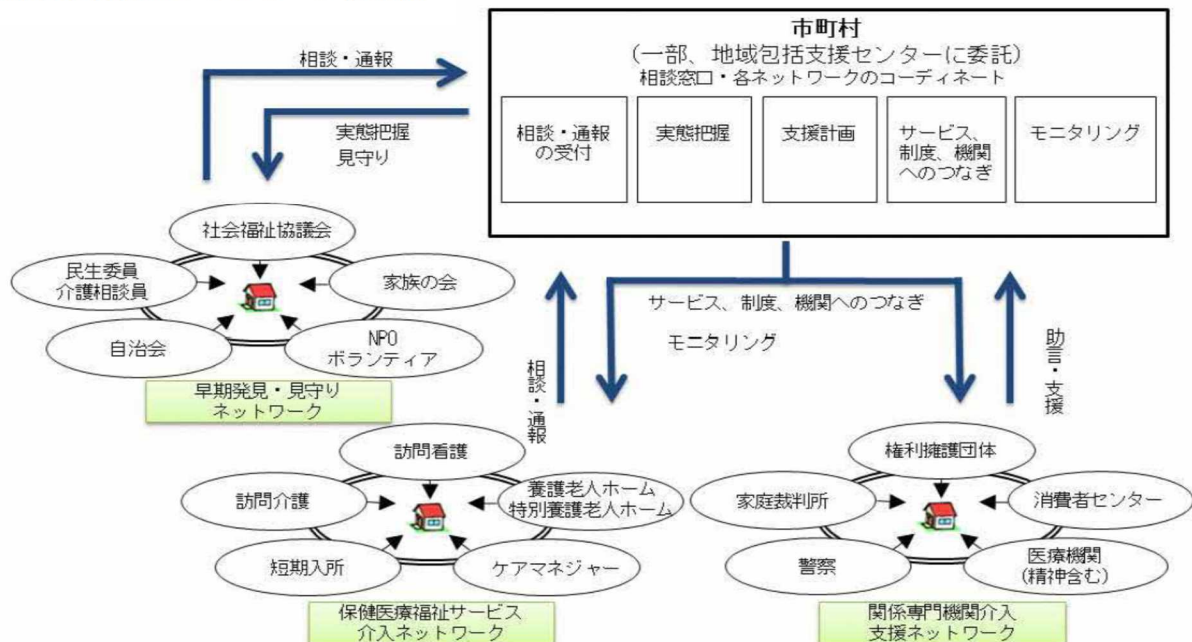 市町村
(一部、地域包括支援センターに委託)
相談窓口・各ネットワークのコーディネート
相談・通報
の受付
実態把握
支援計画
サービス、
制度、機関
へのつなぎ
モニタリング
相談・通報
実態把握
見守り
社会福祉協議会
民生委員
介護相談員
家族の会
自治会
NPO
ボランティア
早期発見・見守り
ネットワーク
サービス、制度、機関へのつなぎ
モニタリング
相談・通報
助言・支援
訪問看護
訪問介護
養護老人ホーム
特別養護老人ホーム
短期入所
ケアマネジャー
保健医療福祉サービス
介入ネットワーク
権利擁護団体
家庭裁判所
消費者センター
警察
医療機関
(精神含む)
関係専門機関介入
支援ネットワーク